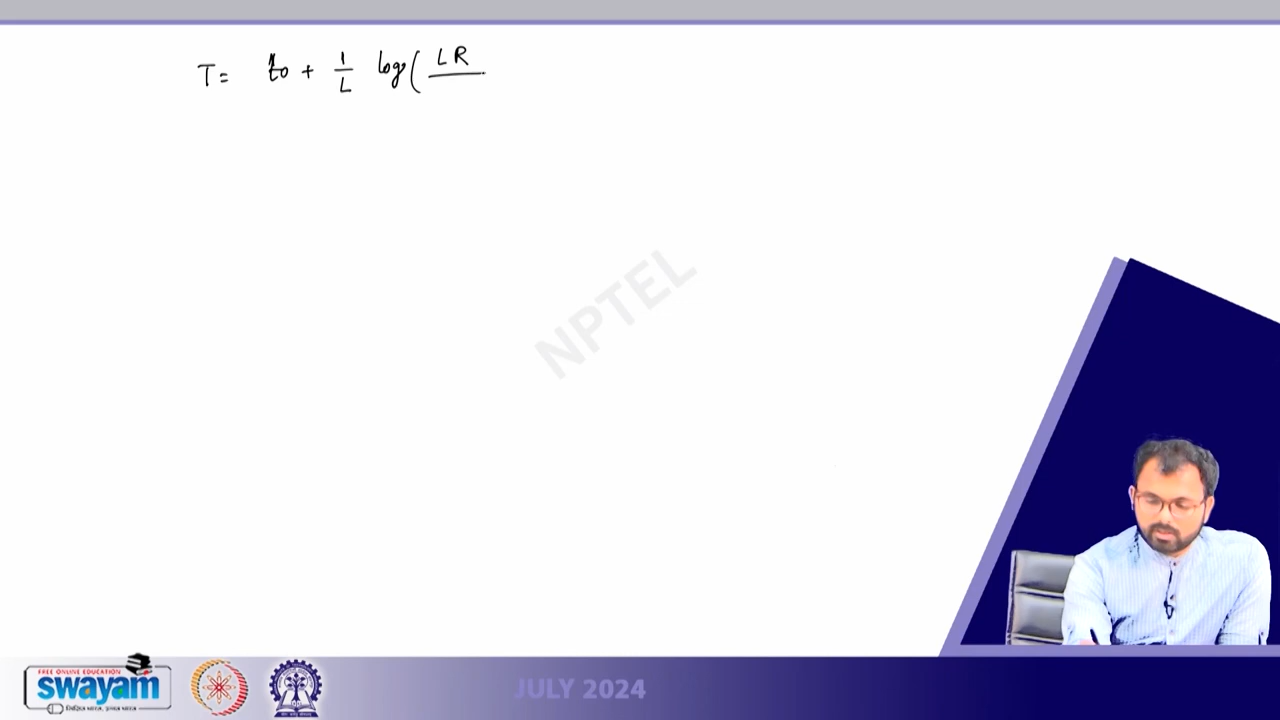 T = t0 + 1/L log( LR
NPTEL
FREE ONLINE EDUCATION
swayam
JULY 2024